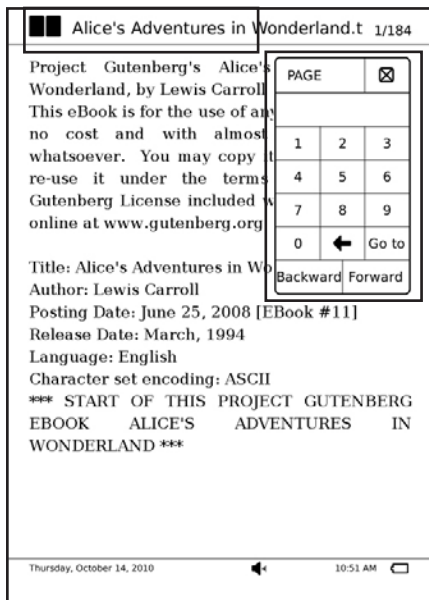 Alice's Adventures in Wonderland.t 1/184
Project Gutenberg's Alice's
Wonderland, by Lewis Carroll
This eBook is for the use of any
no cost and with almost
whatsoever. You may copy it
re-use it under the terms
Gutenberg License included w
online at www.gutenberg.org
PAGE
1 2 3
4 5 6
7 8 9
0 Go to
Backward Forward
Title: Alice's Adventures in Wo
Author: Lewis Carroll
Posting Date: June 25, 2008 [EBook #11]
Release Date: March, 1994
Language: English
Character set encoding: ASCII
*** START OF THIS PROJECT GUTENBERG
EBOOK ALICE'S ADVENTURES IN
WONDERLAND ***
Thursday, October 14, 2010 10:51 AM